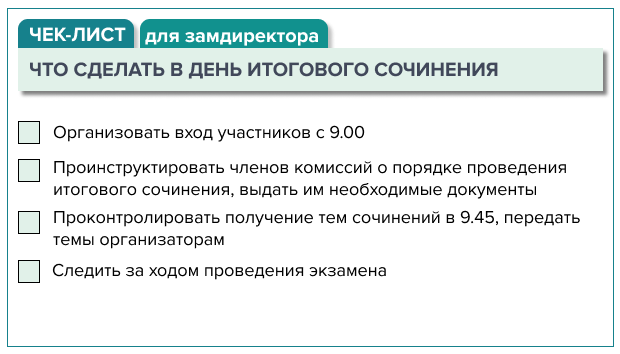 ЧЕК-ЛИСТ для замдиректора
ЧТО СДЕЛАТЬ В ДЕНЬ ИТОГОВОГО СОЧИНЕНИЯ
Организовать вход участников с 9.00
Проинструктировать членов комиссий о порядке проведения
итогового сочинения, выдать им необходимые документы
Проконтролировать получение тем сочинений в 9.45, передать
темы организаторам
Следить за ходом проведения экзамена